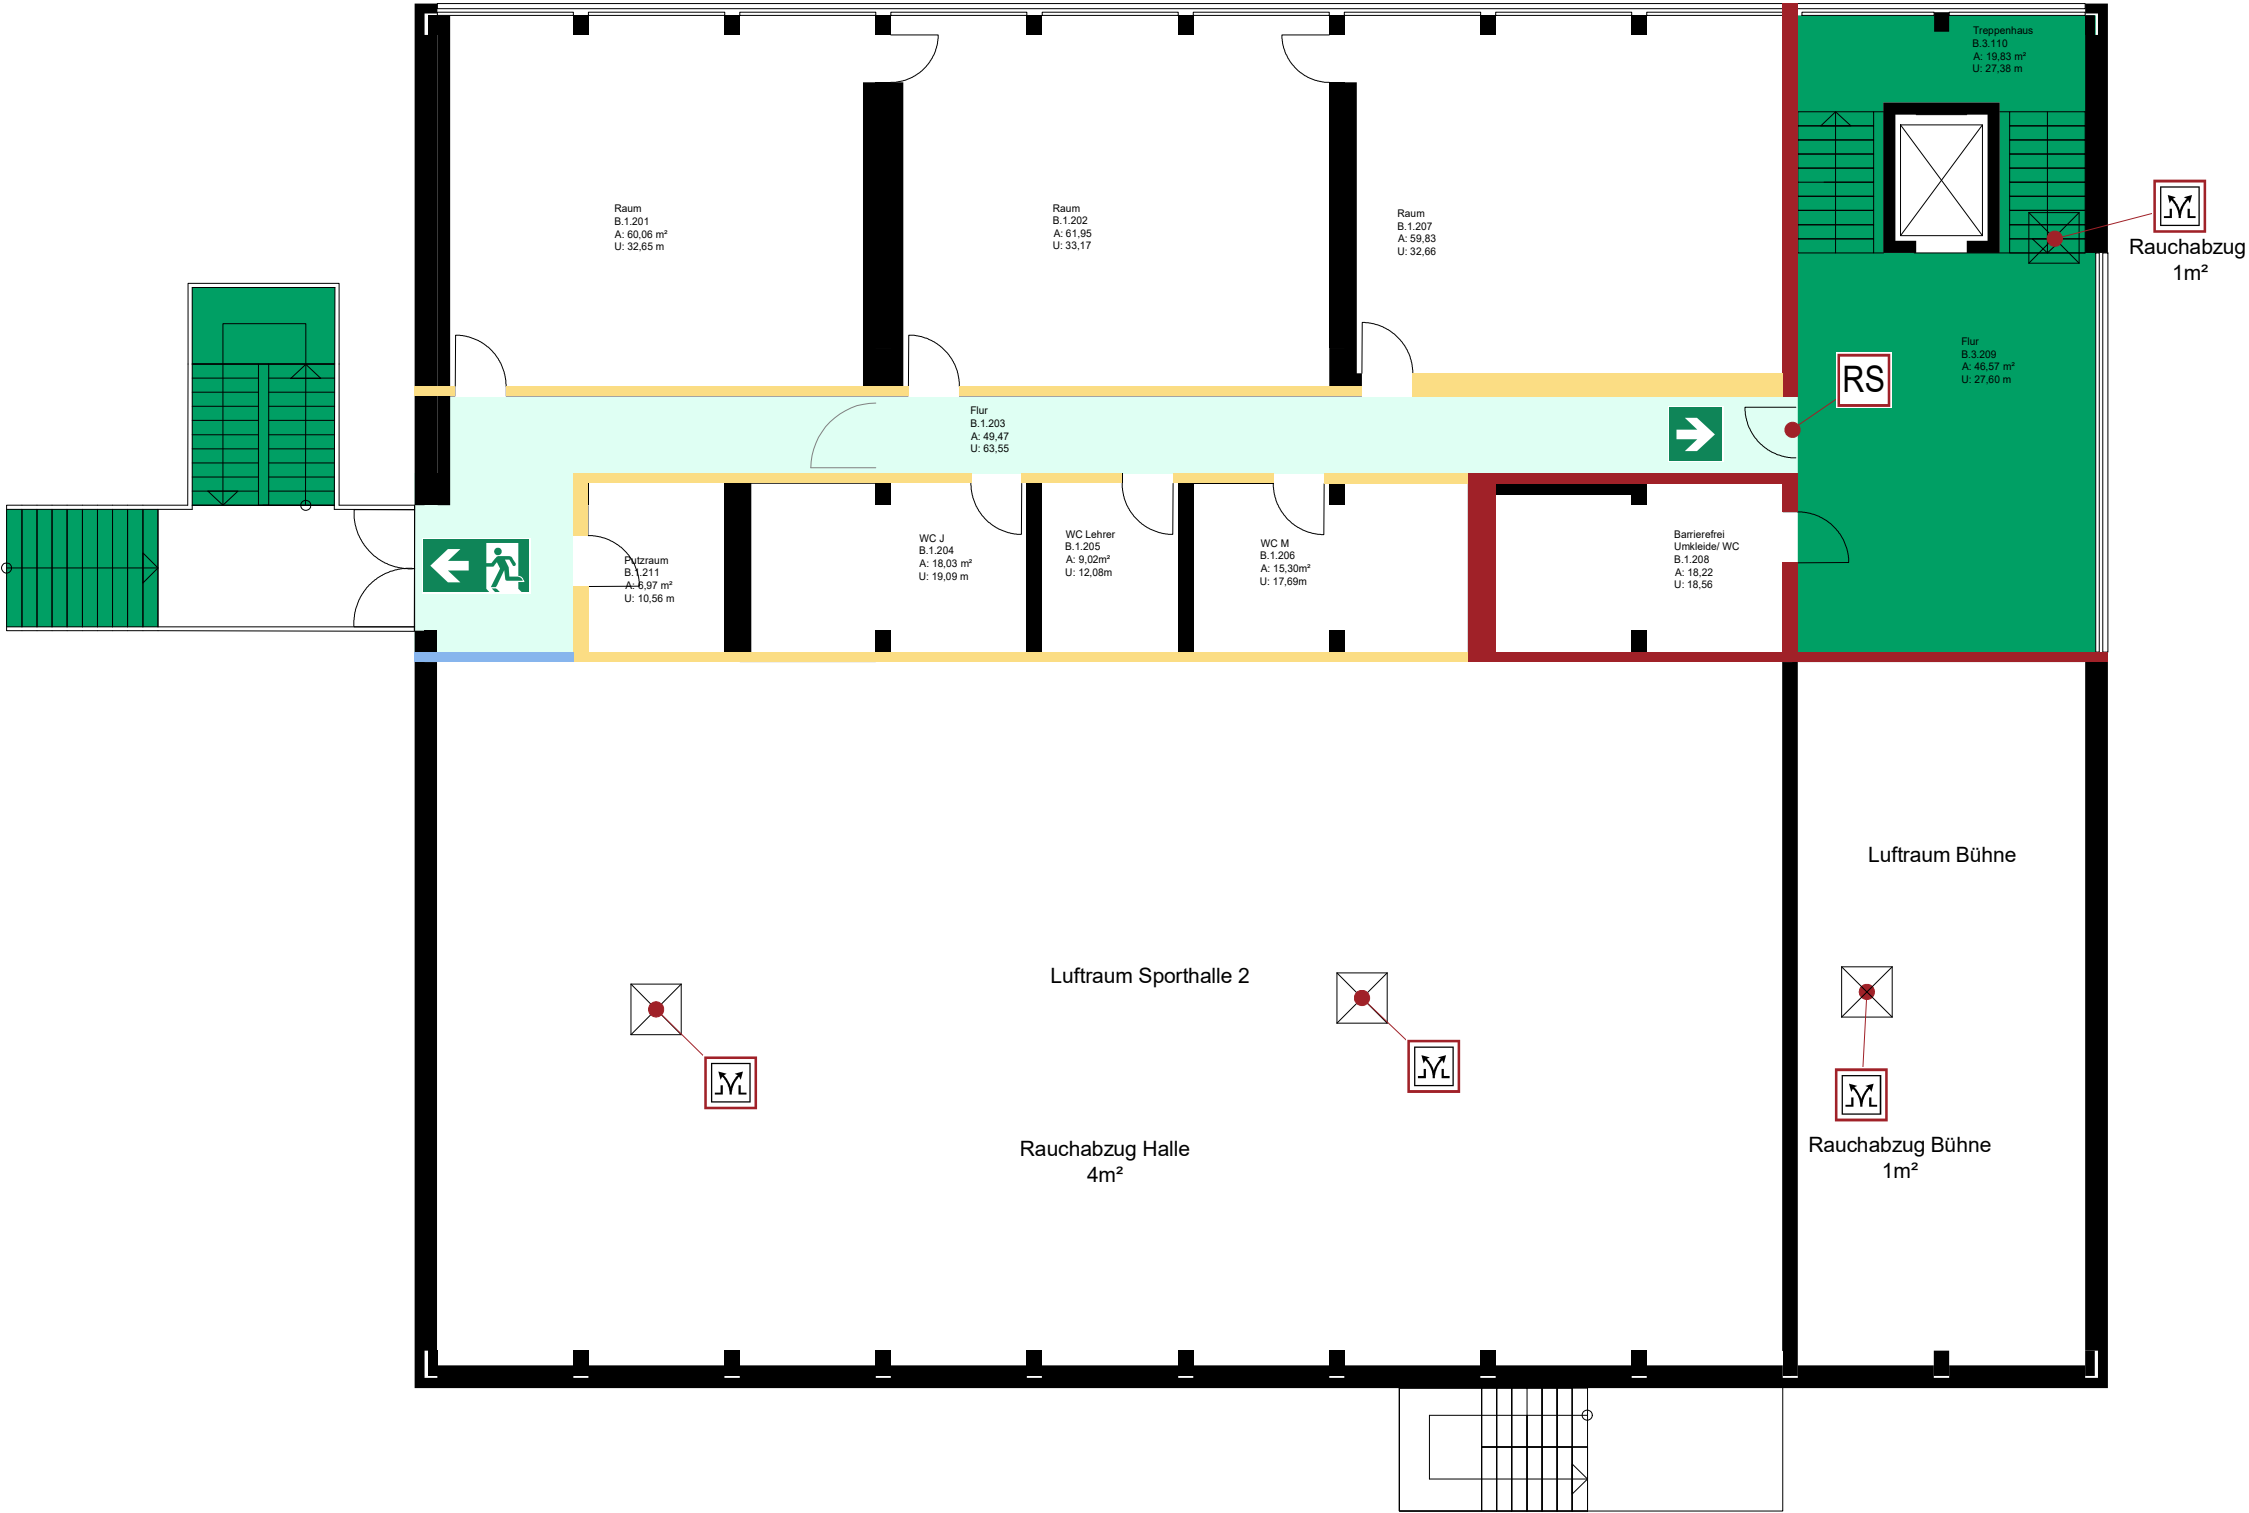 Treppenhaus
B.3.110
A: 19,83 m²
U: 27,38 m
Raum
B.1.201
A: 60,06 m²
U: 32,65 m
Raum
B.1.202
A: 61,95
U: 33,17
Raum
B.1.207
A: 59,83
U: 32,66
Rauchabzug
1m²
Flur
B.3.209
A: 46,57 m²
U: 27,60 m
RS
Flur
B.1.203
A: 49,47
U: 63,55
Putzraum
B.1.211
A: 6,97 m²
U: 10,56 m
WC J
B.1.204
A: 18,03 m²
U: 19,09 m
WC Lehrer
B.1.205
A: 9,02m²
U: 12,08m
WC M
B.1.206
A: 15,30m²
U: 17,69m
Barrierefrei
Umkleide/ WC
B.1.208
A: 18,22
U: 18,56
Luftraum Bühne
Luftraum Sporthalle 2
Rauchabzug Halle
4m²
Rauchabzug Bühne
1m²